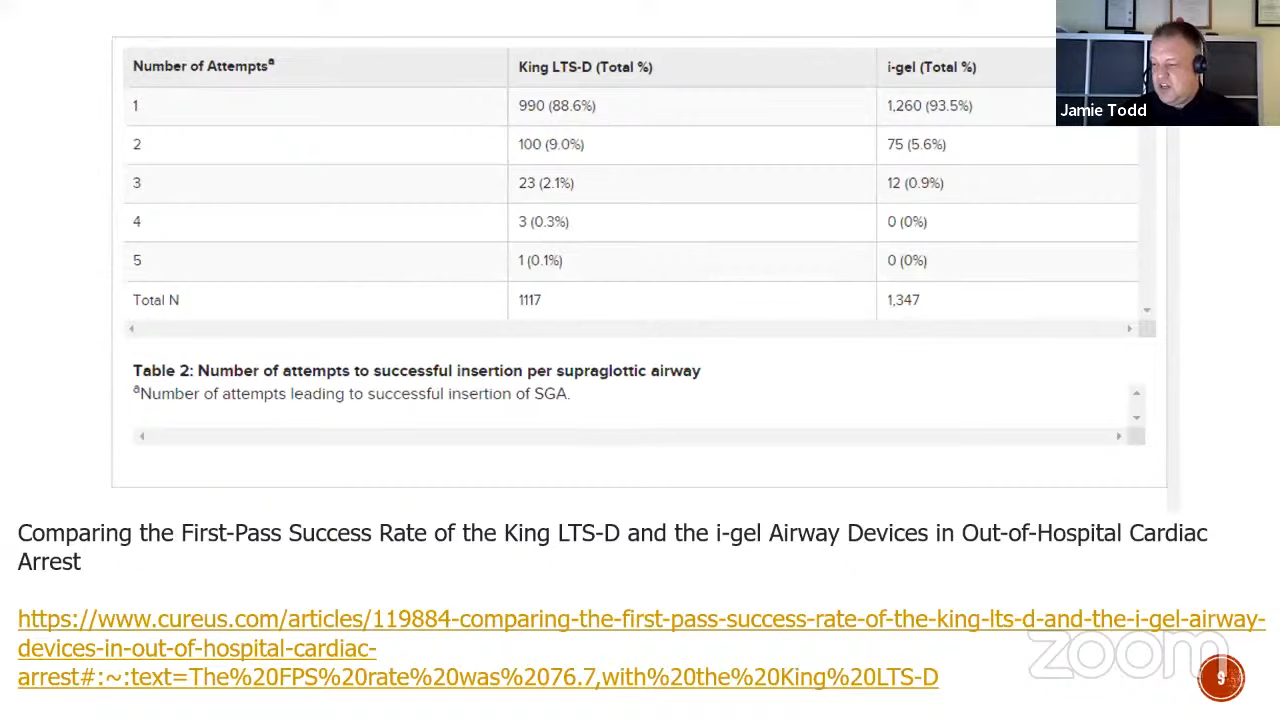 Number of Attemptsª King LTS-D (Total %) i-gel (Total %)
1 990 (88.6%) 1,260 (93.5%)
2 100 (9.0%) 75 (5.6%)
3 23 (2.1%) 12 (0.9%)
4 3 (0.3%) 0 (0%)
5 1 (0.1%) 0 (0%)
Total N 1117 1,347
Table 2: Number of attempts to successful insertion per supraglottic airway
ªNumber of attempts leading to successful insertion of SGA.
Jamie Todd
Comparing the First-Pass Success Rate of the King LTS-D and the i-gel Airway Devices in Out-of-Hospital Cardiac
Arrest
https://www.cureus.com/articles/119884-comparing-the-first-pass-success-rate-of-the-king-lts-d-and-the-i-gel-airway-
devices-in-out-of-hospital-cardiac-
arrest#:~:text=The%20FPS%20rate%20was%2076.7,with%20the%20King%20LTS-D
zoom
9